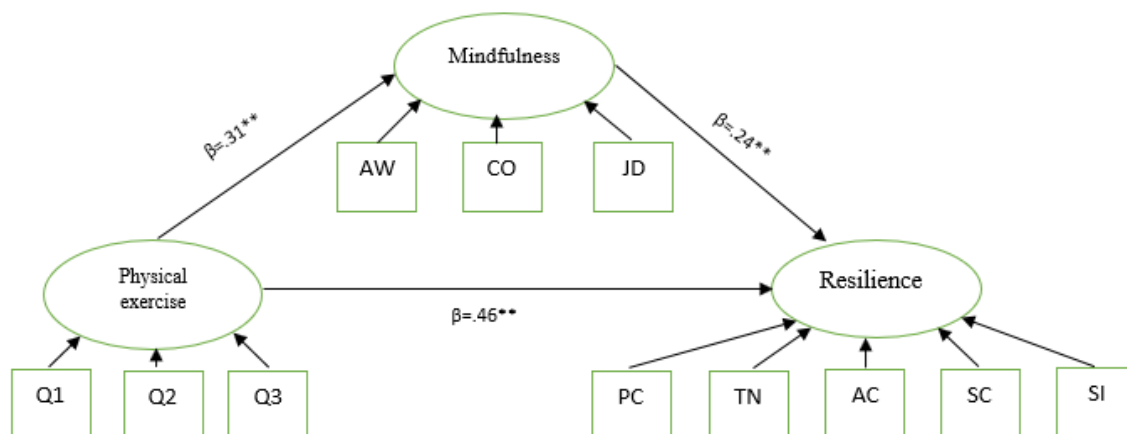 Mindfulness
β=.31**
β=.24**
AW
CO
JD
Physical
exercise
Resilience
β=.46**
Q1
Q2
Q3
PC
TN
AC
SC
SI